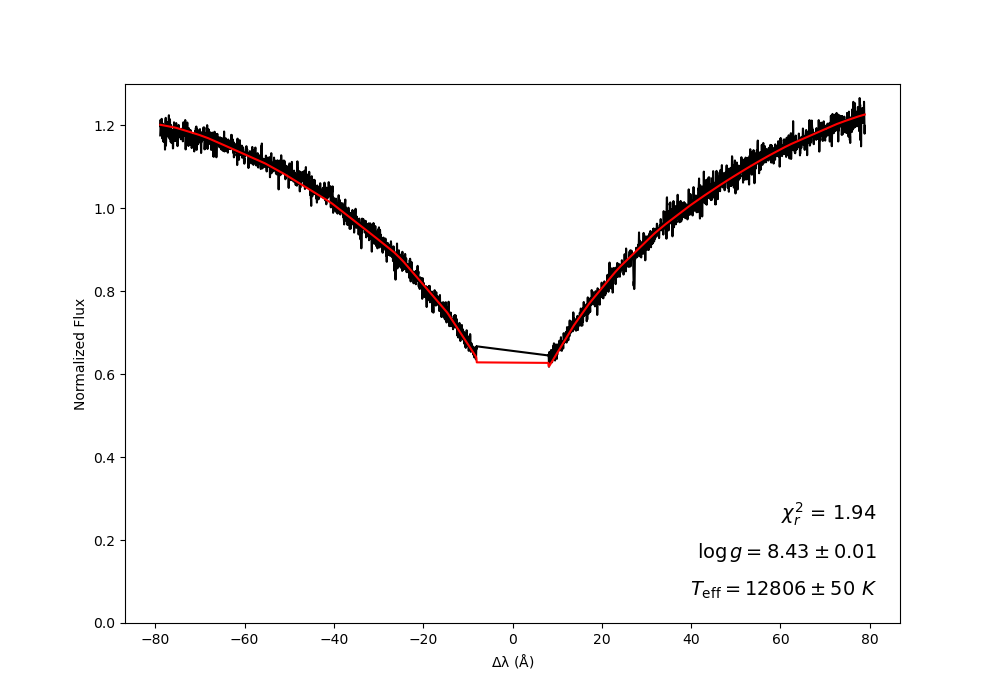 1.2
1.0
0.8
0.6
0.4
0.2
0.0
Normalized Flux
χ²ᵣ = 1.94
log g = 8.43 ± 0.01
T_eff = 12806 ± 50 K
−80 −60 −40 −20 0 20 40 60 80
Δλ (Å)